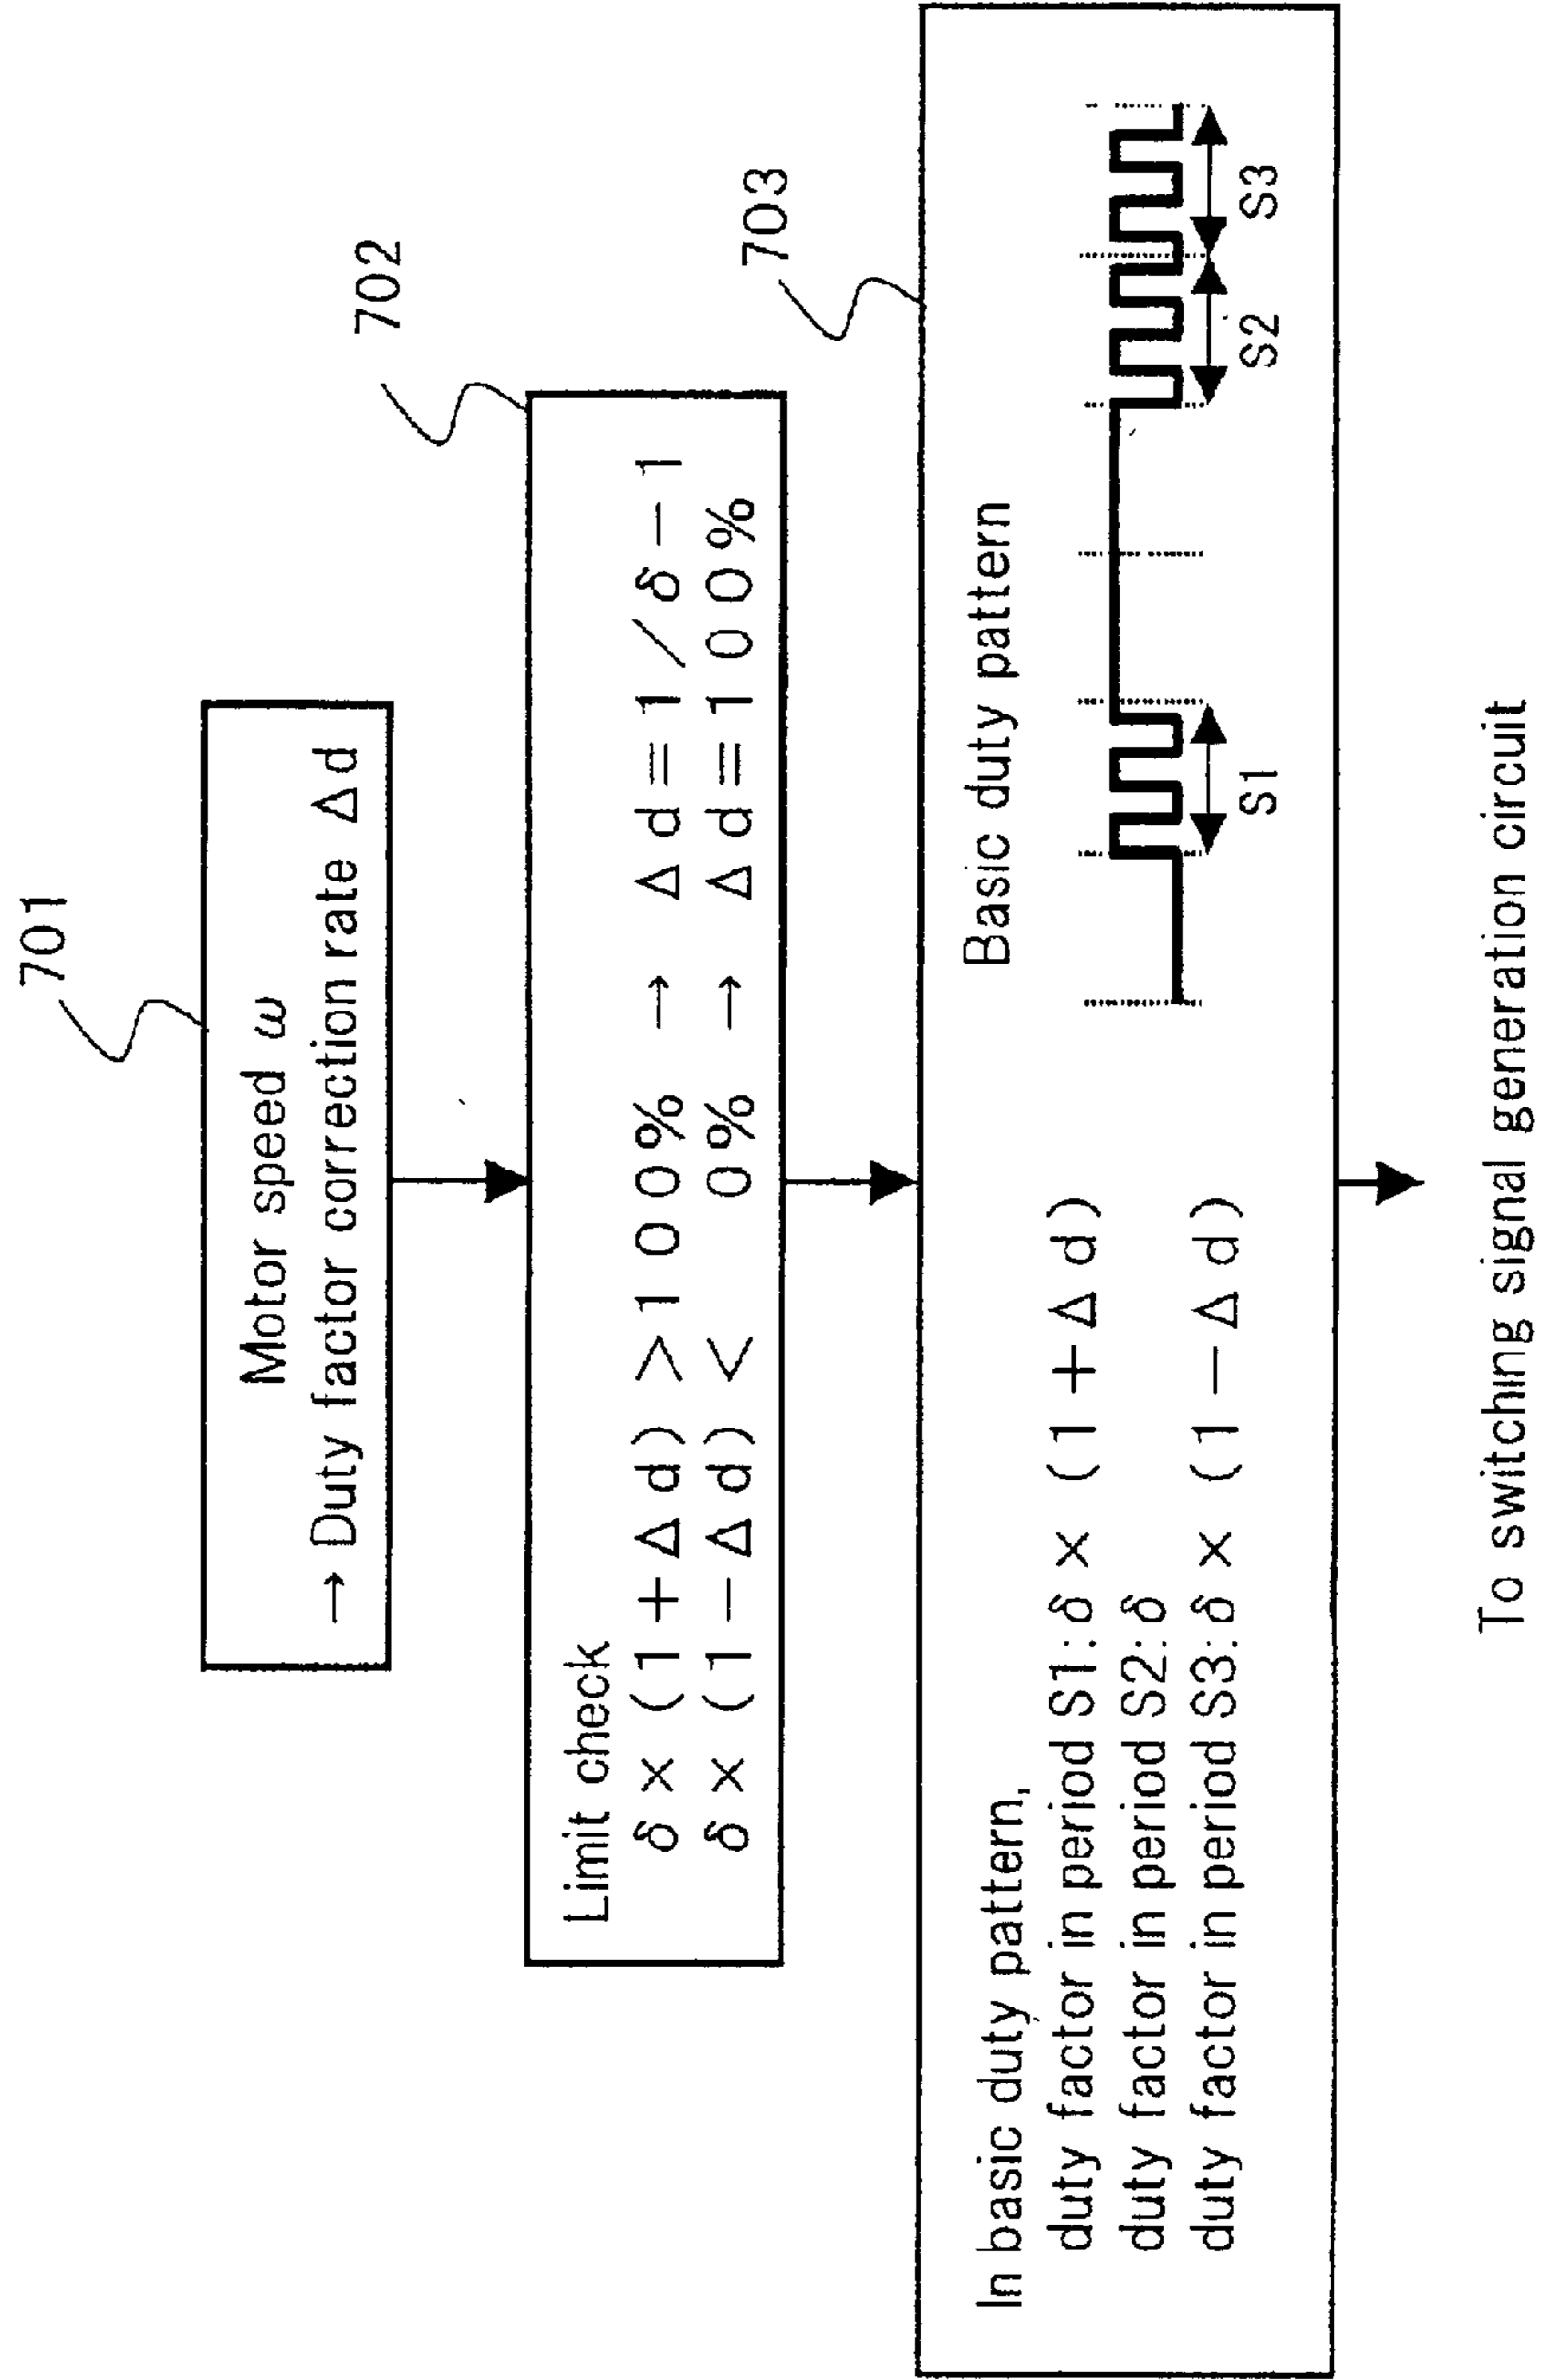 701
Motor speed ω
→ Duty factor correction rate Δd
702
Limit check
δ×(1+Δd)>100% → Δd=1/δ-1
δ×(1-Δd)< 0% → Δd=100%
703
In basic duty pattern,
duty factor in period S1:δ×(1+Δd)
duty factor in period S2:δ
duty factor in period S3:δ×(1-Δd)
Basic duty pattern
S1
S2
S3
To switching signal generation circuit